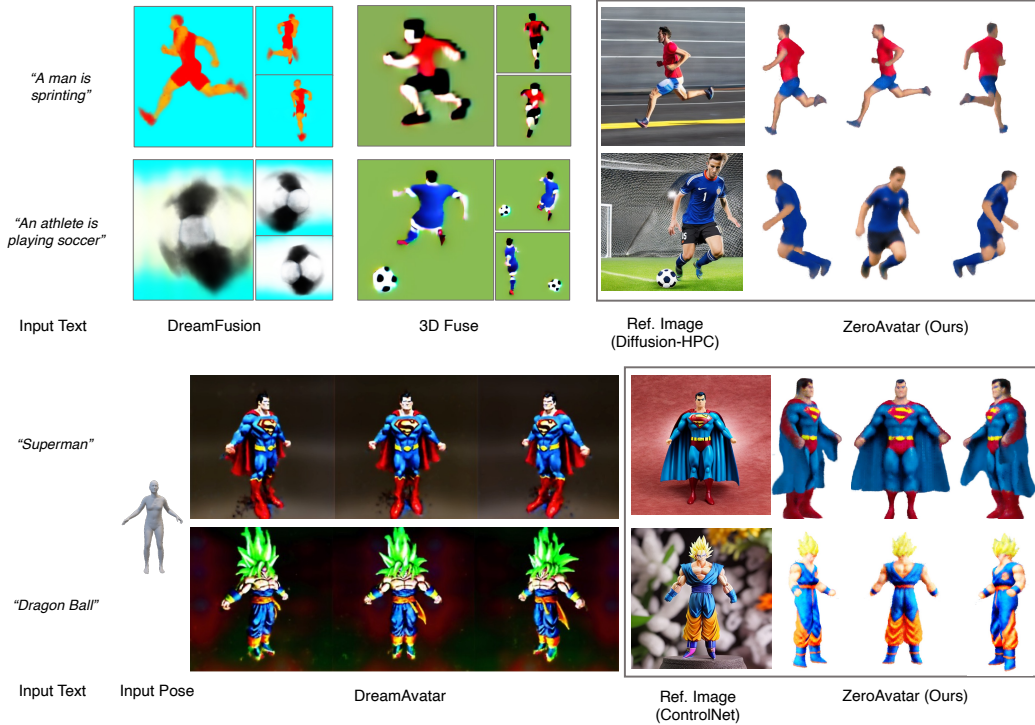 “A man is
sprinting”
“An athlete is
playing soccer”
1
Input Text
DreamFusion
3D Fuse
Ref. Image
(Diffusion-HPC)
ZeroAvatar (Ours)
“Superman”
“Dragon Ball”
Input Text
Input Pose
DreamAvatar
Ref. Image
(ControlNet)
ZeroAvatar (Ours)